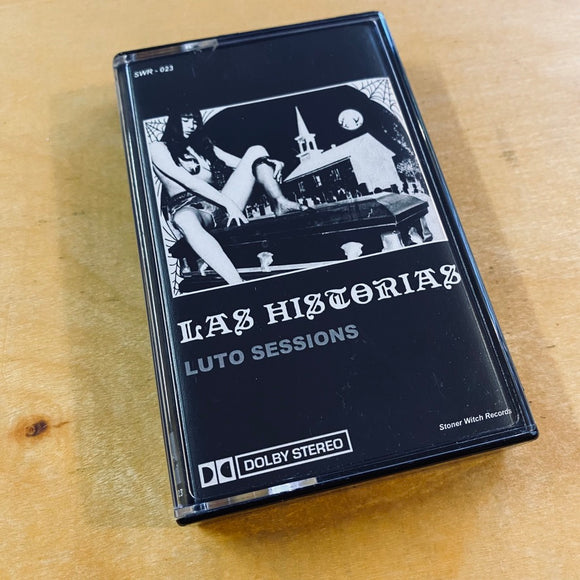 SWR - 023
LAS HISTORIAS
LUTO SESSIONS
DOLBY STEREO
Stoner Witch Records